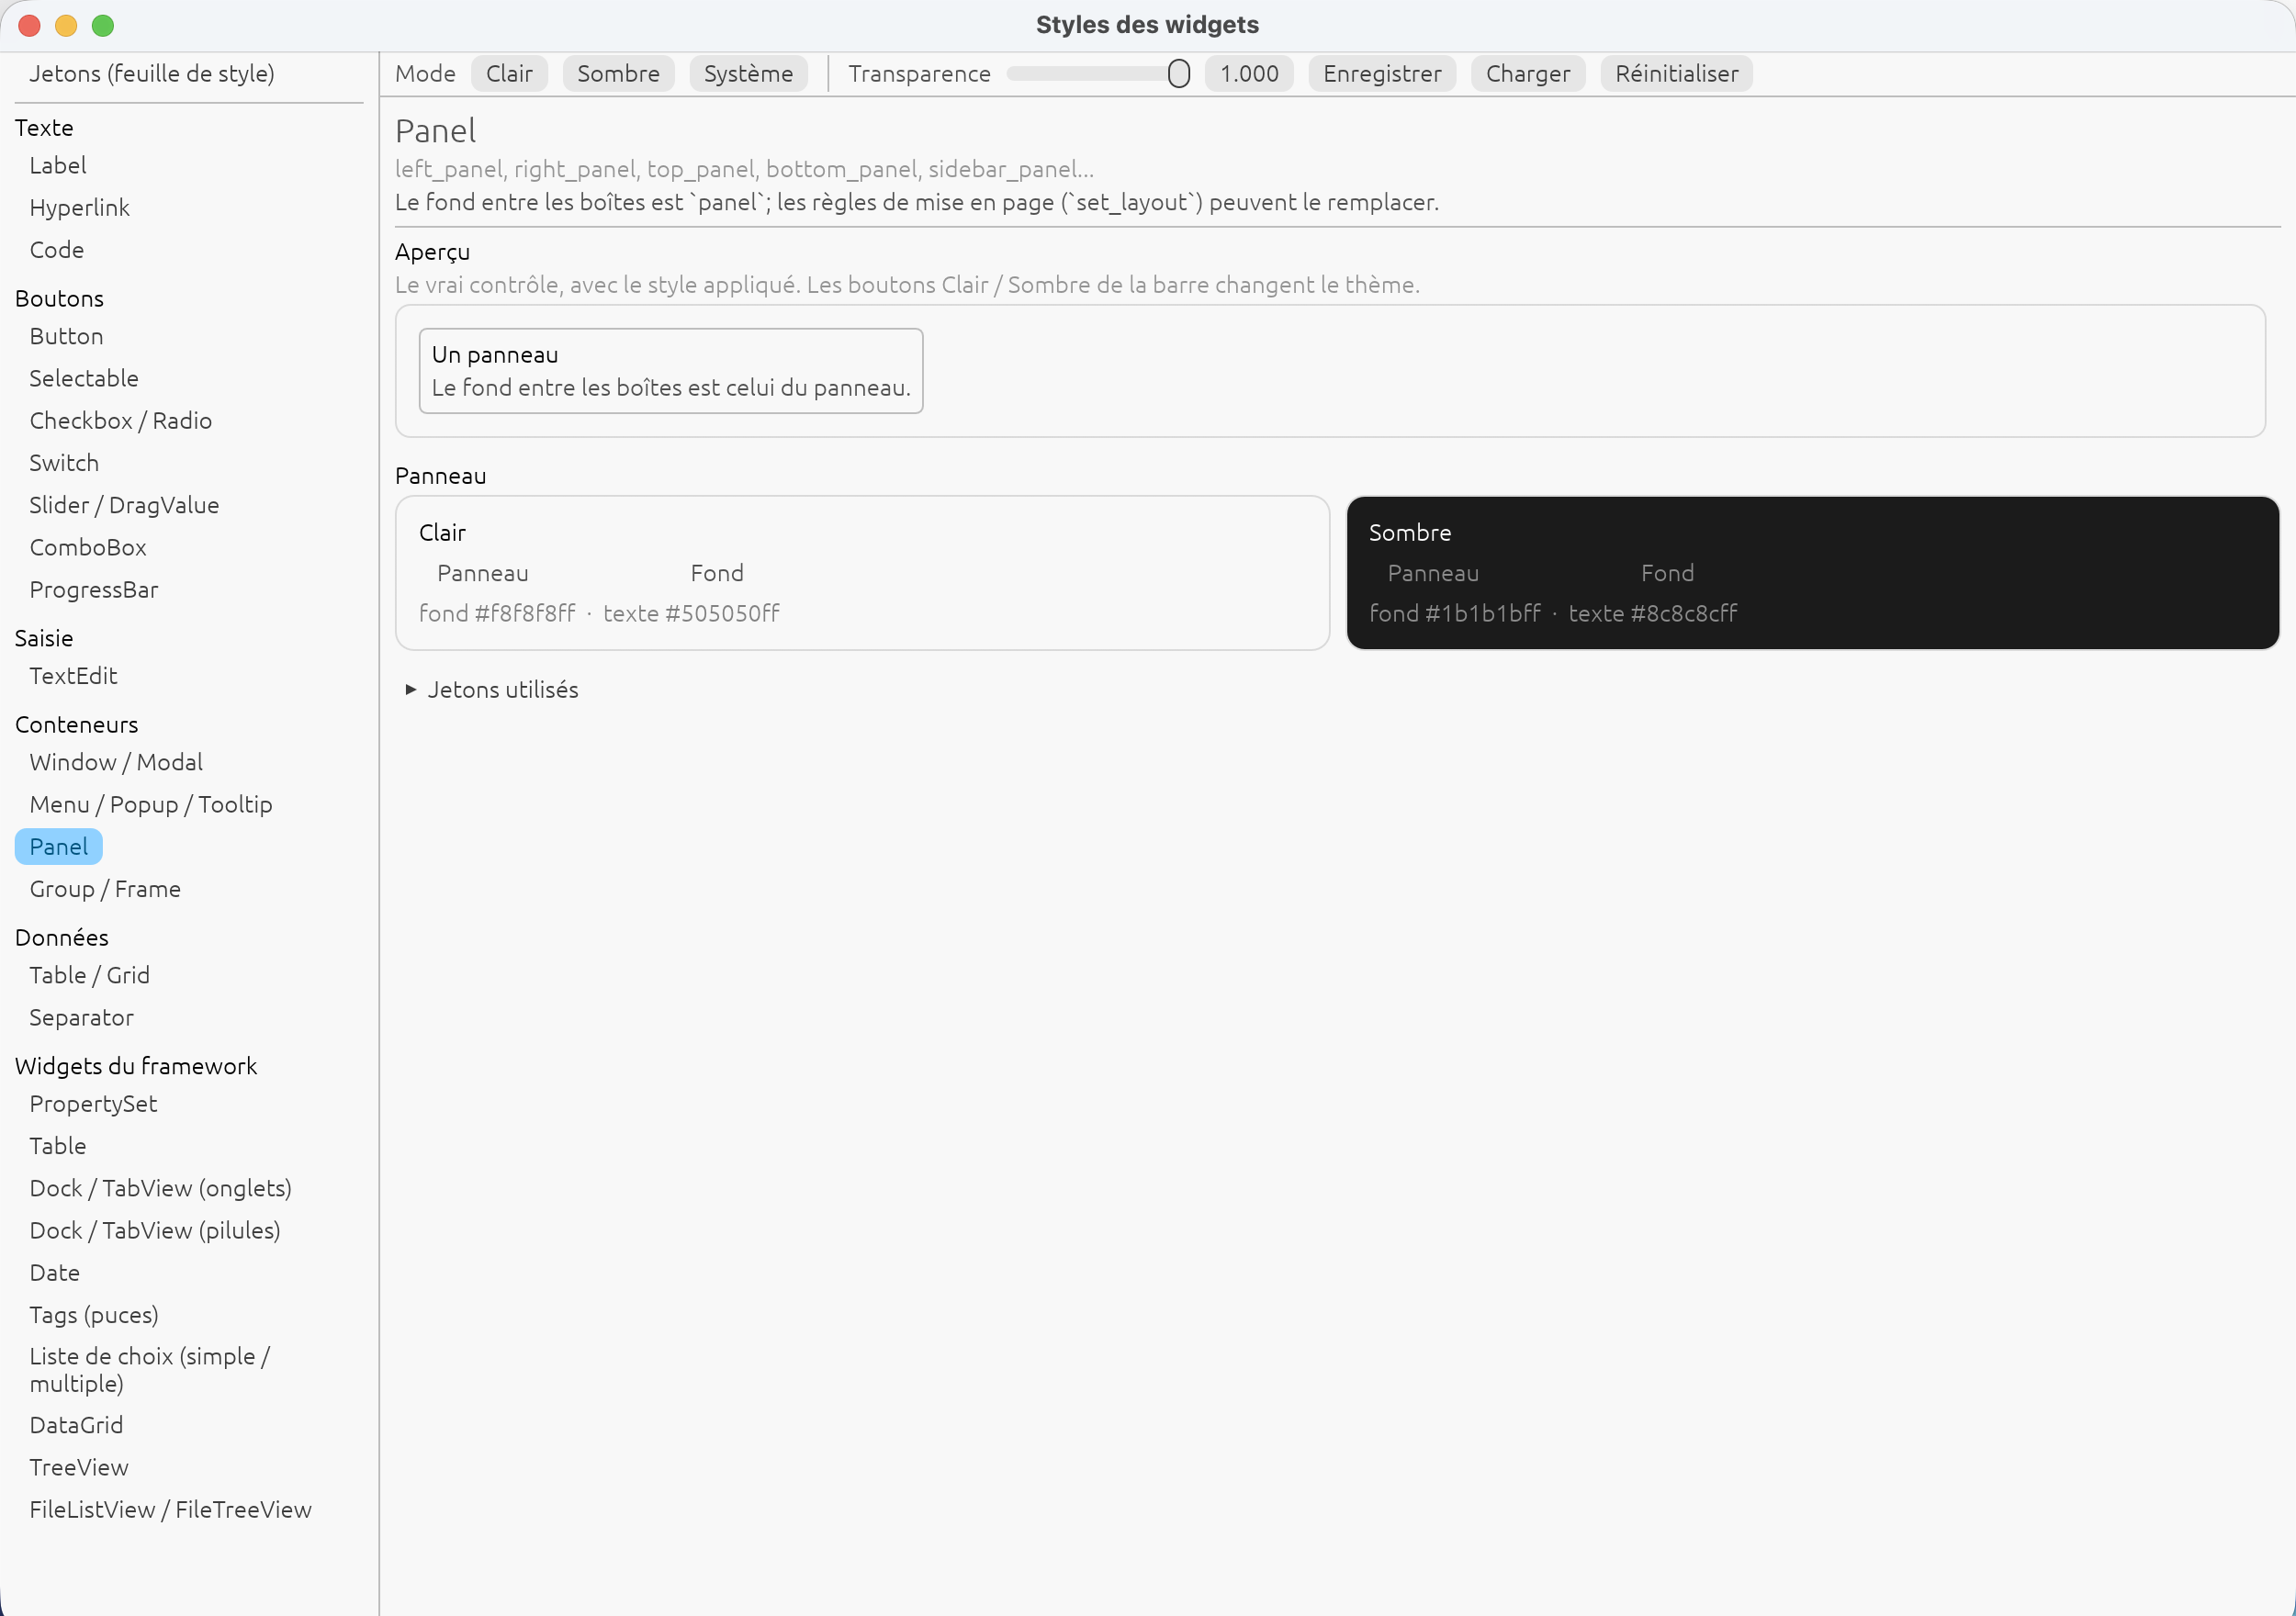 Styles des widgets
Jetons (feuille de style)
Texte
Label
Hyperlink
Code
Boutons
Button
Selectable
Checkbox / Radio
Switch
Slider / DragValue
ComboBox
ProgressBar
Saisie
TextEdit
Conteneurs
Window / Modal
Menu / Popup / Tooltip
Panel
Group / Frame
Données
Table / Grid
Separator
Widgets du framework
PropertySet
Table
Dock / TabView (onglets)
Dock / TabView (pilules)
Date
Tags (puces)
Liste de choix (simple /
multiple)
DataGrid
TreeView
FileListView / FileTreeView
Mode Clair Sombre Système Transparence 1.000 Enregistrer Charger Réinitialiser
Panel
left_panel, right_panel, top_panel, bottom_panel, sidebar_panel...
Le fond entre les boîtes est `panel`; les règles de mise en page (`set_layout`) peuvent le remplacer.
Aperçu
Le vrai contrôle, avec le style appliqué. Les boutons Clair / Sombre de la barre changent le thème.
Un panneau
Le fond entre les boîtes est celui du panneau.
Panneau
Clair
Panneau Fond
fond #f8f8f8ff · texte #505050ff
Sombre
Panneau Fond
fond #1b1b1bff · texte #8c8c8cff
▸ Jetons utilisés